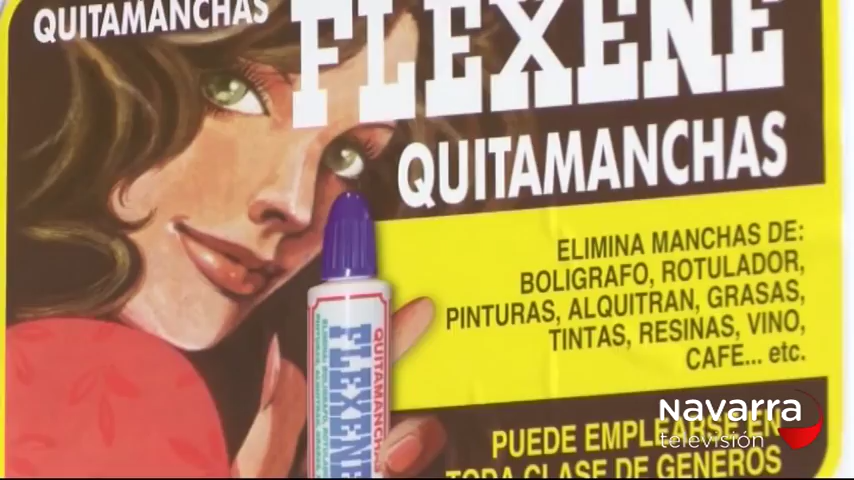 QUITAMANCHAS
FLEXENE
QUITAMANCHAS
ELIMINA MANCHAS DE:
BOLIGRAFO, ROTULADOR,
PINTURAS, ALQUITRAN, GRASAS,
TINTAS, RESINAS, VINO,
CAFE... etc.
PUEDE EMPLEARSE EN
TODA CLASE DE GENEROS
QUITAMANCHAS
FLEXENE
Navarra
televisión